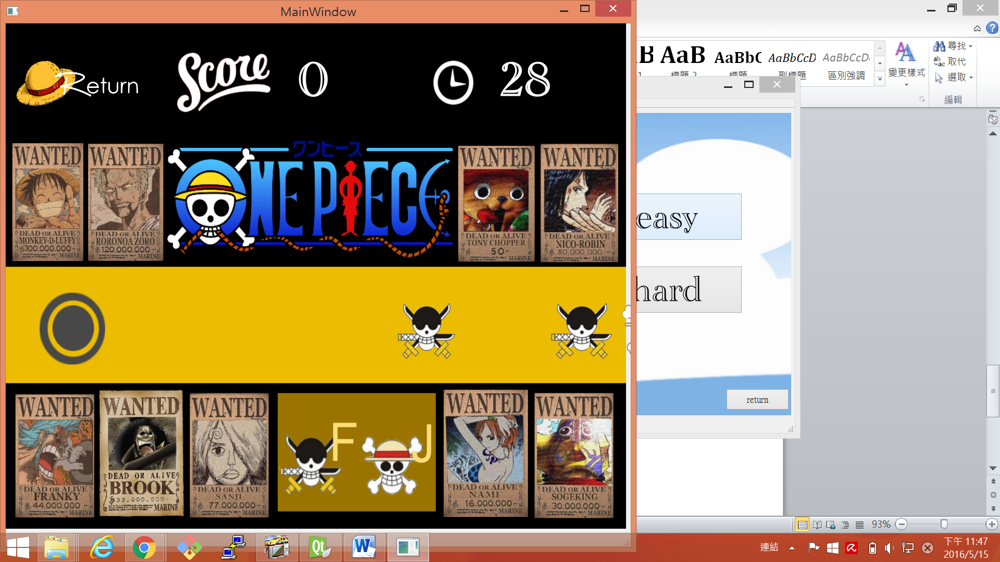 MainWindow
Return
Score
0
28
WANTED
DEAD OR ALIVE
MONKEY·D·LUFFY
300.000.000-
MARINE
WANTED
DEAD OR ALIVE
RORONOA ZORO
120.000.000-
MARINE
ワンピース
ONE PIECE
WANTED
DEAD OR ALIVE
TONY CHOPPER
50-
MARINE
WANTED
DEAD OR ALIVE
NICO·ROBIN
80.000.000-
MARINE
WANTED
DEAD OR ALIVE
FRANKY
44.000.000-
MARINE
WANTED
DEAD OR ALIVE
BROOK
33.000.000-
MARINE
WANTED
DEAD OR ALIVE
SANJI
77.000.000-
MARINE
F
J
WANTED
DEAD OR ALIVE
NAMI
16.000.000-
MARINE
WANTED
DEAD OR ALIVE
SOGEKING
30.000.000-
MARINE
B AaB AaBbC AaBbCcD AaBbCcD
1 標題 2 標題 副標題 區別強調
變更樣式
尋找
取代
選取
編輯
easy
hard
return
93%
Qt
連結
下午 11:47
2016/5/15